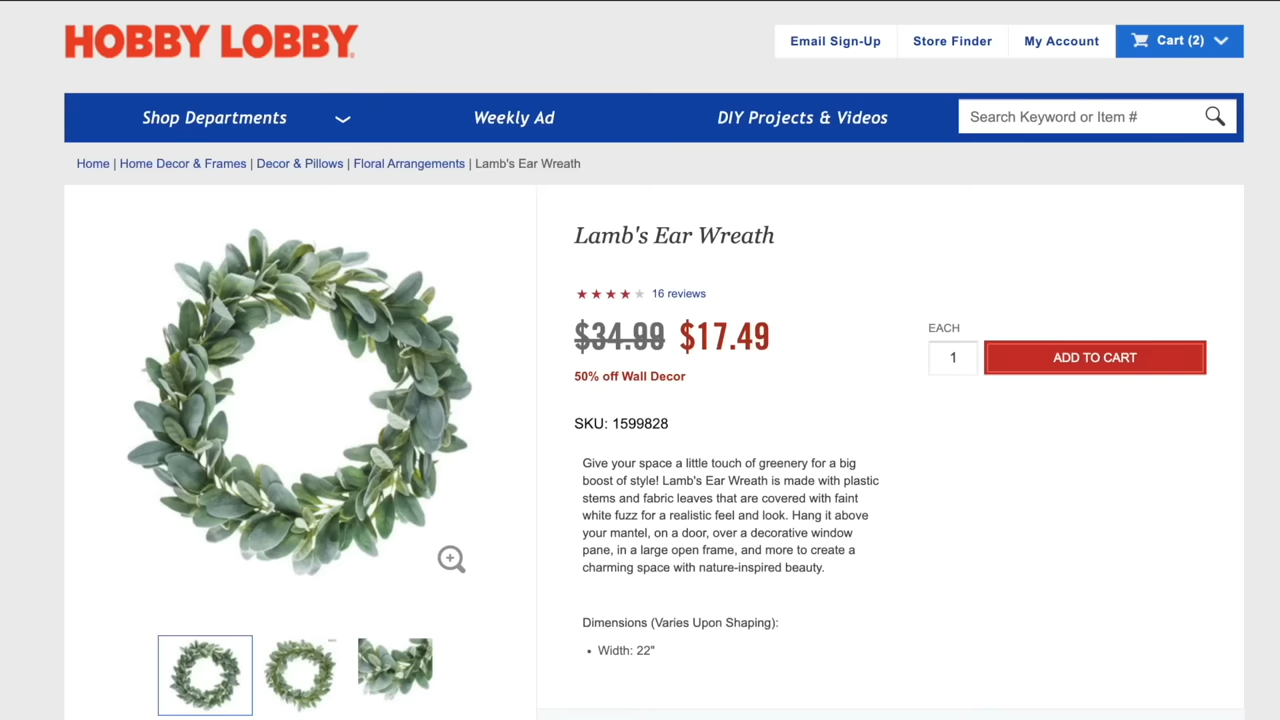 HOBBY LOBBY
Email Sign-Up
Store Finder
My Account
Cart (2)
Shop Departments
Weekly Ad
DIY Projects & Videos
Search Keyword or Item #
Home | Home Decor & Frames | Decor & Pillows | Floral Arrangements | Lamb's Ear Wreath
Lamb's Ear Wreath
16 reviews
$34.99 $17.49
50% off Wall Decor
EACH
1
ADD TO CART
SKU: 1599828
Give your space a little touch of greenery for a big
boost of style! Lamb's Ear Wreath is made with plastic
stems and fabric leaves that are covered with faint
white fuzz for a realistic feel and look. Hang it above
your mantel, on a door, over a decorative window
pane, in a large open frame, and more to create a
charming space with nature-inspired beauty.
Dimensions (Varies Upon Shaping):
• Width: 22"